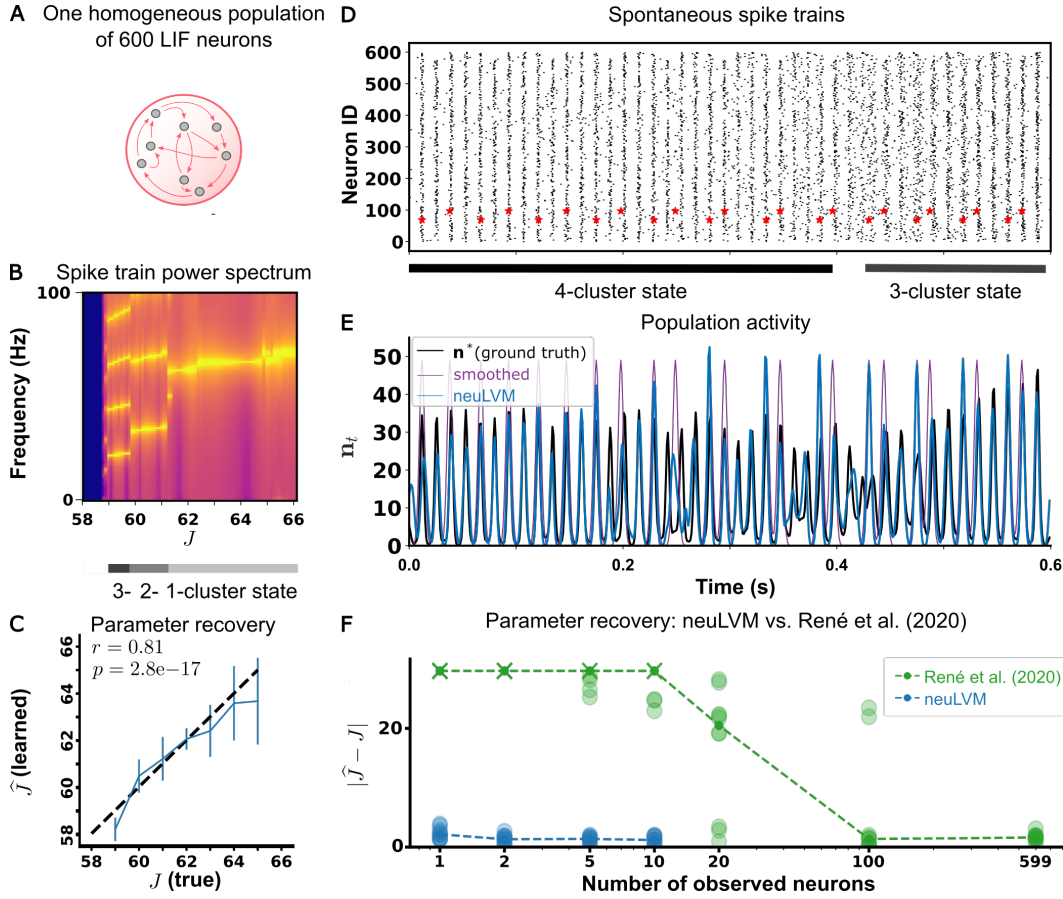 A
One homogeneous population
of 600 LIF neurons
B
Spike train power spectrum
Frequency (Hz)
100
0
58
60
62
64
66
J
3- 2- 1-cluster state
C
Parameter recovery
r = 0.81
p = 2.8e−17
Ĵ (learned)
66
64
62
60
58
58
60
62
64
66
J (true)
D
Spontaneous spike trains
Neuron ID
600
500
400
300
200
100
0
4-cluster state
3-cluster state
E
Population activity
n* (ground truth)
smoothed
neuLVM
nt
50
40
30
20
10
0
0.0
0.2
0.4
0.6
Time (s)
F
Parameter recovery: neuLVM vs. René et al. (2020)
René et al. (2020)
neuLVM
|Ĵ − J|
20
0
1
2
5
10
20
100
599
Number of observed neurons